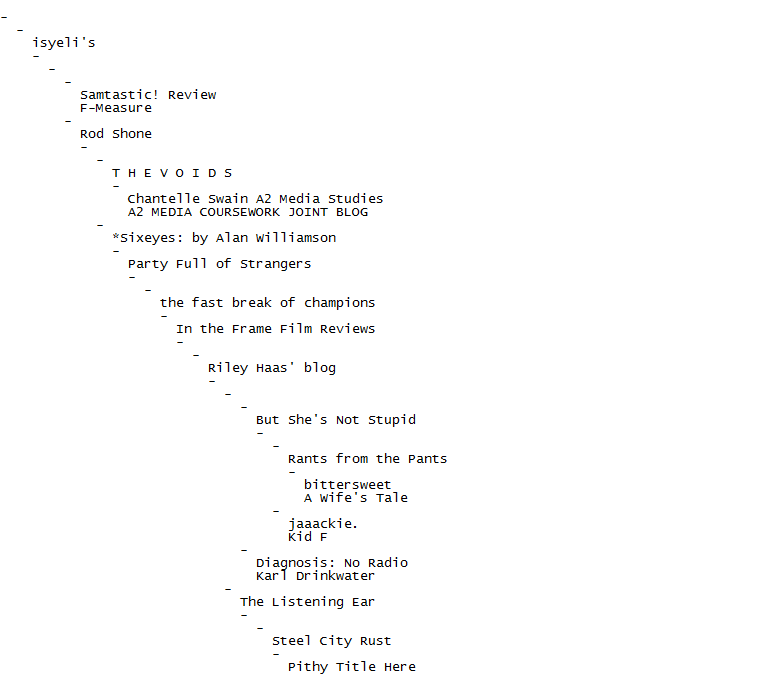 -
-
isyeli's
-
-
-
Samtastic! Review
F-Measure
-
Rod Shone
-
-
T H E V O I D S
-
Chantelle Swain A2 Media Studies
A2 MEDIA COURSEWORK JOINT BLOG
-
*Sixeyes: by Alan Williamson
-
Party Full of Strangers
-
-
the fast break of champions
-
In the Frame Film Reviews
-
-
Riley Haas' blog
-
-
-
But She's Not Stupid
-
-
Rants from the Pants
-
bittersweet
A Wife's Tale
-
jaaackie.
Kid F
-
Diagnosis: No Radio
Karl Drinkwater
-
The Listening Ear
-
-
Steel City Rust
-
Pithy Title Here